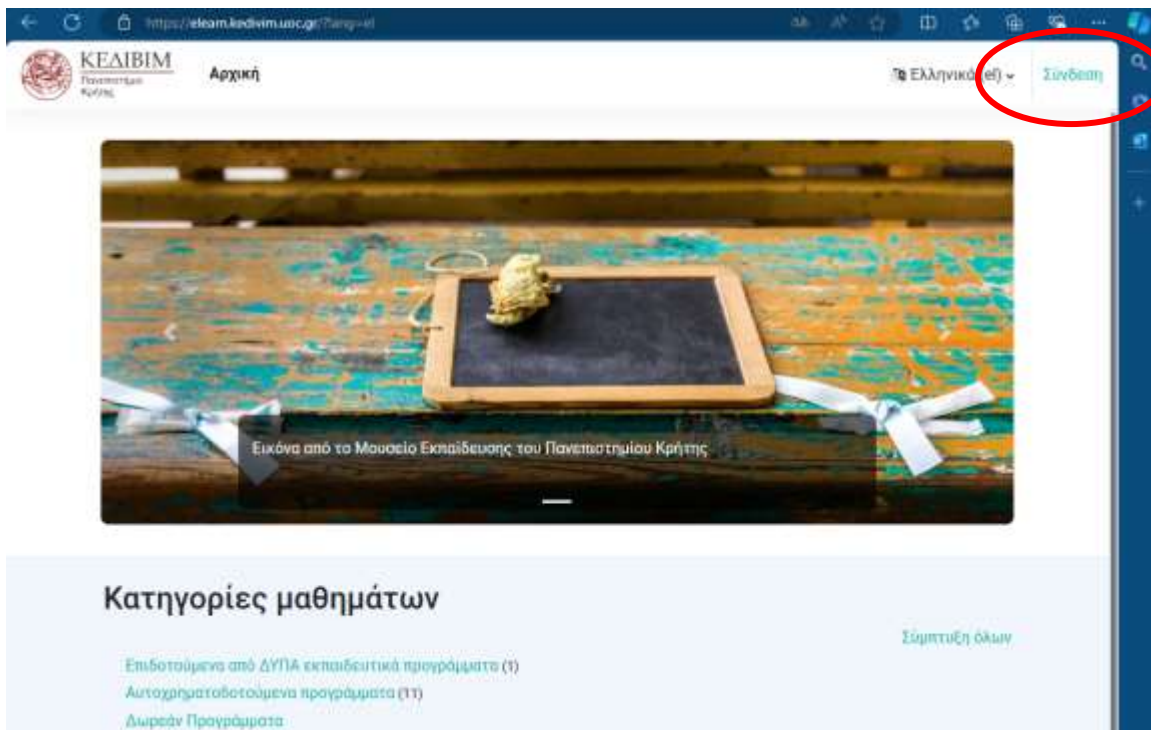 https://elearn.kedivim.uoc.gr/?lang=el
ΚΕΔΙΒΙΜ
Πανεπιστήμιο
Κρήτης
Αρχική
Ελληνικά (el)
Σύνδεση
Εικόνα από το Μουσείο Εκπαίδευσης του Πανεπιστημίου Κρήτης
Κατηγορίες μαθημάτων
Σύμπτυξη όλων
Επιδοτούμενα από ΔΥΠΑ εκπαιδευτικά προγράμματα (1)
Αυτοχρηματοδοτούμενα προγράμματα (11)
Δωρεάν Προγράμματα